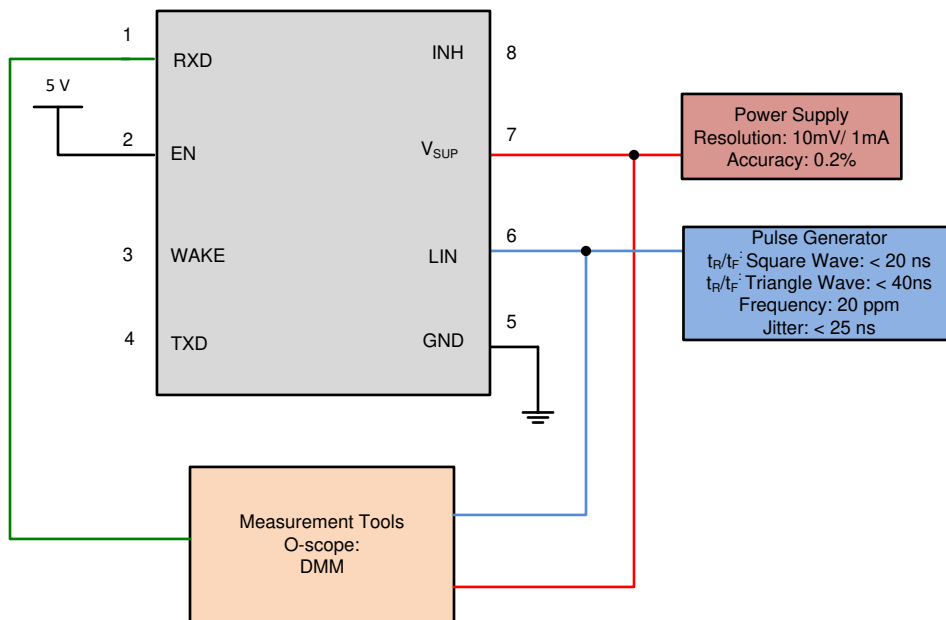 1
RXD
INH
8
5 V
2
EN
7
VSUP
Power Supply
Resolution: 10mV/ 1mA
Accuracy: 0.2%
3
WAKE
6
LIN
Pulse Generator
tR/tF: Square Wave: < 20 ns
tR/tF: Triangle Wave: < 40ns
Frequency: 20 ppm
Jitter: < 25 ns
4
TXD
5
GND
Measurement Tools
O-scope:
DMM